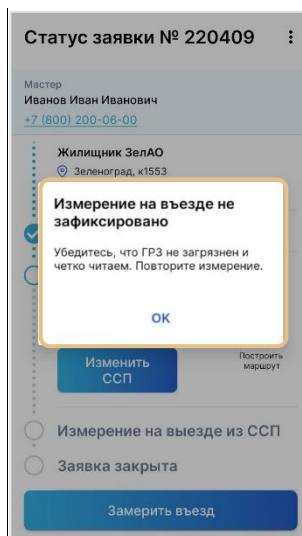 Статус заявки № 220409
Мастер
Иванов Иван Иванович
+7 (800) 200-06-00
Жилищник ЗелАО
Зеленоград, к1553
Измерение на въезде не
зафиксировано
Убедитесь, что ГРЗ не загрязнен и
четко читаем. Повторите измерение.
OK
Изменить
ССП
Построить
маршрут
Измерение на выезде из ССП
Заявка закрыта
Замерить въезд